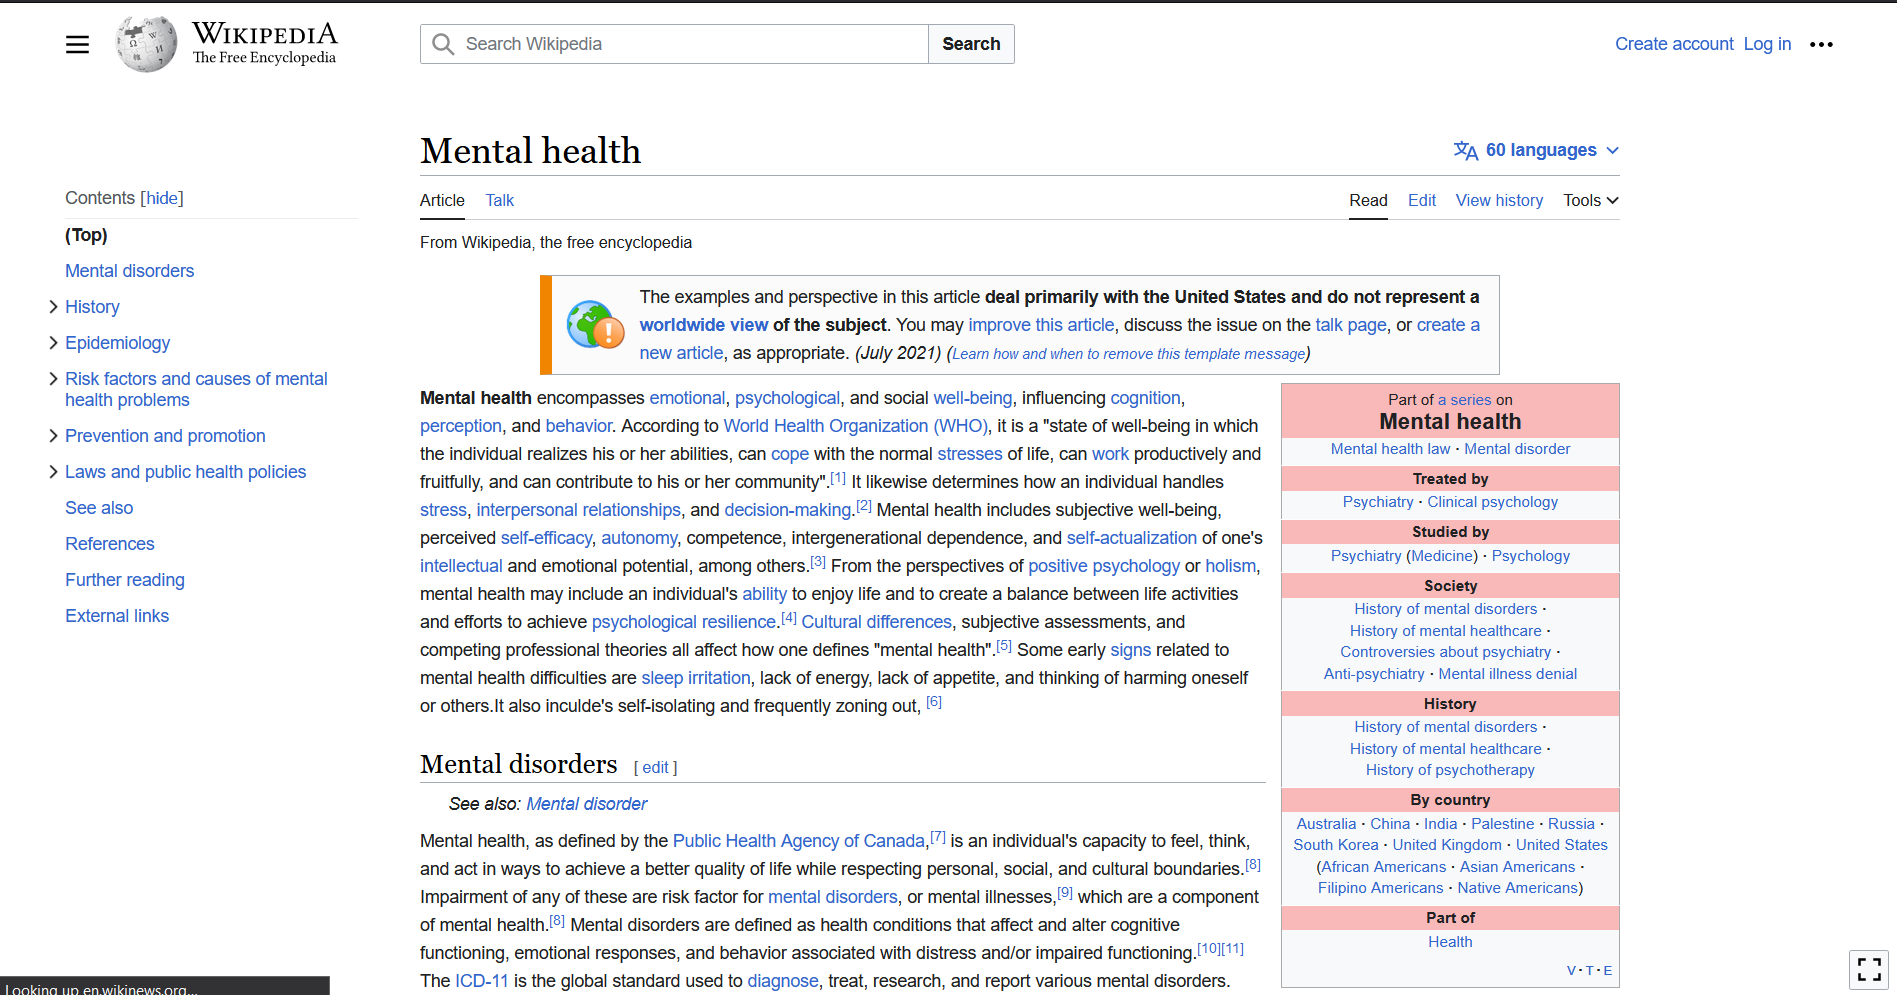 WIKIPEDIA
The Free Encyclopedia
Search Wikipedia
Search
Create account Log in
Mental health
60 languages
Contents [hide]
(Top)
Mental disorders
History
Epidemiology
Risk factors and causes of mental
health problems
Prevention and promotion
Laws and public health policies
See also
References
Further reading
External links
Article Talk
Read Edit View history Tools
From Wikipedia, the free encyclopedia
The examples and perspective in this article deal primarily with the United States and do not represent a
worldwide view of the subject. You may improve this article, discuss the issue on the talk page, or create a
new article, as appropriate. (July 2021) (Learn how and when to remove this template message)
Mental health encompasses emotional, psychological, and social well-being, influencing cognition,
perception, and behavior. According to World Health Organization (WHO), it is a "state of well-being in which
the individual realizes his or her abilities, can cope with the normal stresses of life, can work productively and
fruitfully, and can contribute to his or her community".[1] It likewise determines how an individual handles
stress, interpersonal relationships, and decision-making.[2] Mental health includes subjective well-being,
perceived self-efficacy, autonomy, competence, intergenerational dependence, and self-actualization of one's
intellectual and emotional potential, among others.[3] From the perspectives of positive psychology or holism,
mental health may include an individual's ability to enjoy life and to create a balance between life activities
and efforts to achieve psychological resilience.[4] Cultural differences, subjective assessments, and
competing professional theories all affect how one defines "mental health".[5] Some early signs related to
mental health difficulties are sleep irritation, lack of energy, lack of appetite, and thinking of harming oneself
or others.It also inculde's self-isolating and frequently zoning out, [6]
Mental disorders [ edit ]
See also: Mental disorder
Mental health, as defined by the Public Health Agency of Canada,[7] is an individual's capacity to feel, think,
and act in ways to achieve a better quality of life while respecting personal, social, and cultural boundaries.[8]
Impairment of any of these are risk factor for mental disorders, or mental illnesses,[9] which are a component
of mental health.[8] Mental disorders are defined as health conditions that affect and alter cognitive
functioning, emotional responses, and behavior associated with distress and/or impaired functioning.[10][11]
The ICD-11 is the global standard used to diagnose, treat, research, and report various mental disorders.
Part of a series on
Mental health
Mental health law · Mental disorder
Treated by
Psychiatry · Clinical psychology
Studied by
Psychiatry (Medicine) · Psychology
Society
History of mental disorders ·
History of mental healthcare ·
Controversies about psychiatry ·
Anti-psychiatry · Mental illness denial
History
History of mental disorders ·
History of mental healthcare ·
History of psychotherapy
By country
Australia · China · India · Palestine · Russia ·
South Korea · United Kingdom · United States
(African Americans · Asian Americans ·
Filipino Americans · Native Americans)
Part of
Health
V · T · E
Looking up en.wikinews.org...